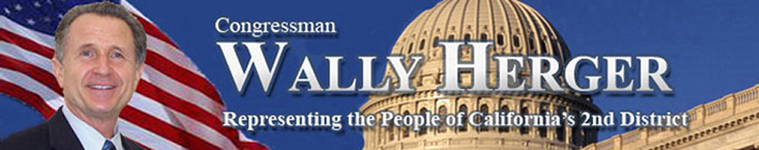 Congressman
WALLY HERGER
Representing the People of California's 2nd District